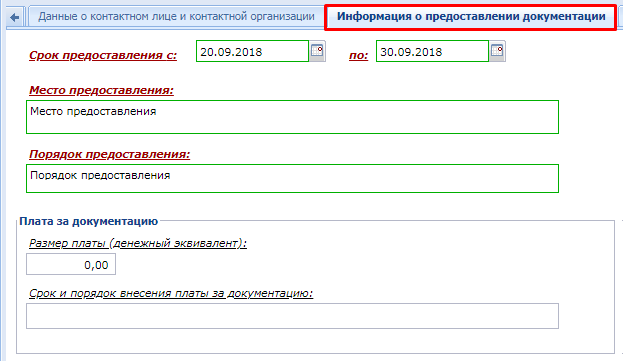 Данные о контактном лице и контактной организации Информация о предоставлении документации
Срок предоставления с: 20.09.2018 по: 30.09.2018
Место предоставления:
Место предоставления
Порядок предоставления:
Порядок предоставления
Плата за документацию
Размер платы (денежный эквивалент):
0,00
Срок и порядок внесения платы за документацию: